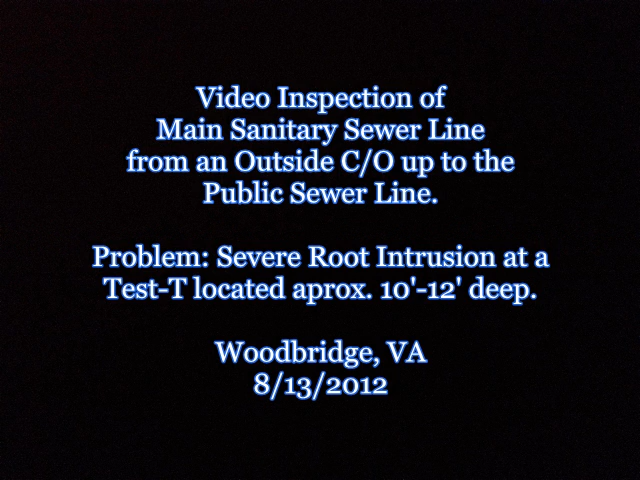 Video Inspection of
Main Sanitary Sewer Line
from an Outside C/O up to the
Public Sewer Line.
Problem: Severe Root Intrusion at a
Test-T located aprox. 10'-12' deep.
Woodbridge, VA
8/13/2012